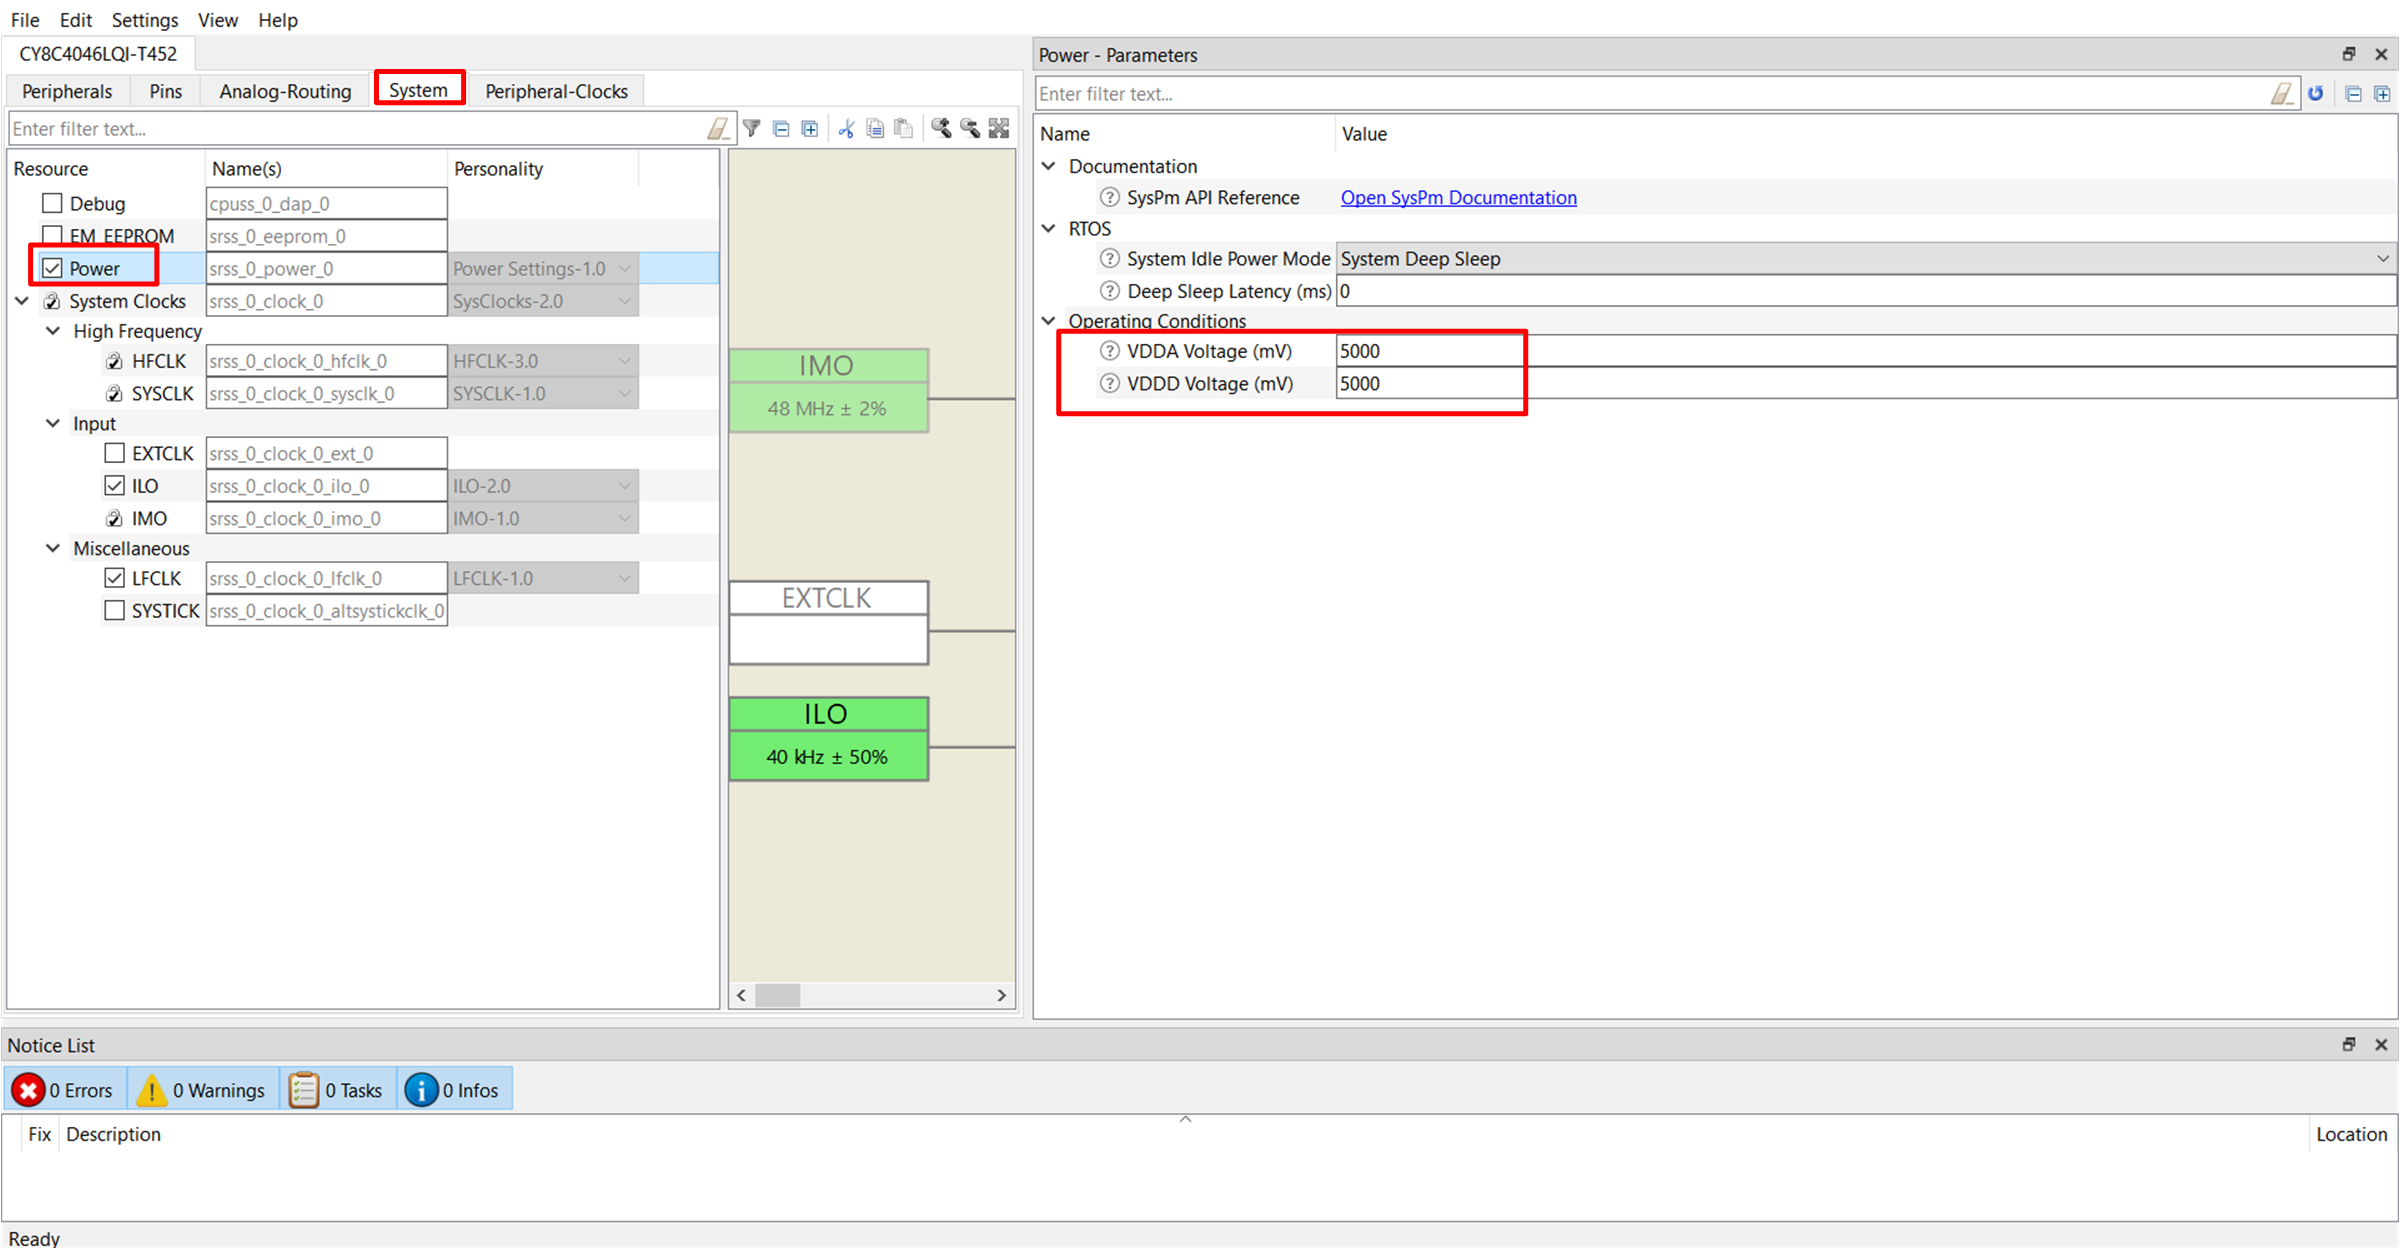 File Edit Settings View Help
CY8C4046LQI-T452
Peripherals Pins Analog-Routing System Peripheral-Clocks
Enter filter text...
Resource Name(s) Personality
Debug cpuss_0_dap_0
EM_EEPROM srss_0_eeprom_0
Power srss_0_power_0 Power Settings-1.0
System Clocks srss_0_clock_0 SysClocks-2.0
High Frequency
HFCLK srss_0_clock_0_hfclk_0 HFCLK-3.0
SYSCLK srss_0_clock_0_sysclk_0 SYSCLK-1.0
Input
EXTCLK srss_0_clock_0_ext_0
ILO srss_0_clock_0_ilo_0 ILO-2.0
IMO srss_0_clock_0_imo_0 IMO-1.0
Miscellaneous
LFCLK srss_0_clock_0_lfclk_0 LFCLK-1.0
SYSTICK srss_0_clock_0_altsystickclk_0
IMO
48 MHz ± 2%
EXTCLK
ILO
40 kHz ± 50%
Power - Parameters
Enter filter text...
Name Value
Documentation
? SysPm API Reference Open SysPm Documentation
RTOS
? System Idle Power Mode System Deep Sleep
? Deep Sleep Latency (ms) 0
Operating Conditions
? VDDA Voltage (mV) 5000
? VDDD Voltage (mV) 5000
Notice List
0 Errors 0 Warnings 0 Tasks 0 Infos
Fix Description Location
Ready